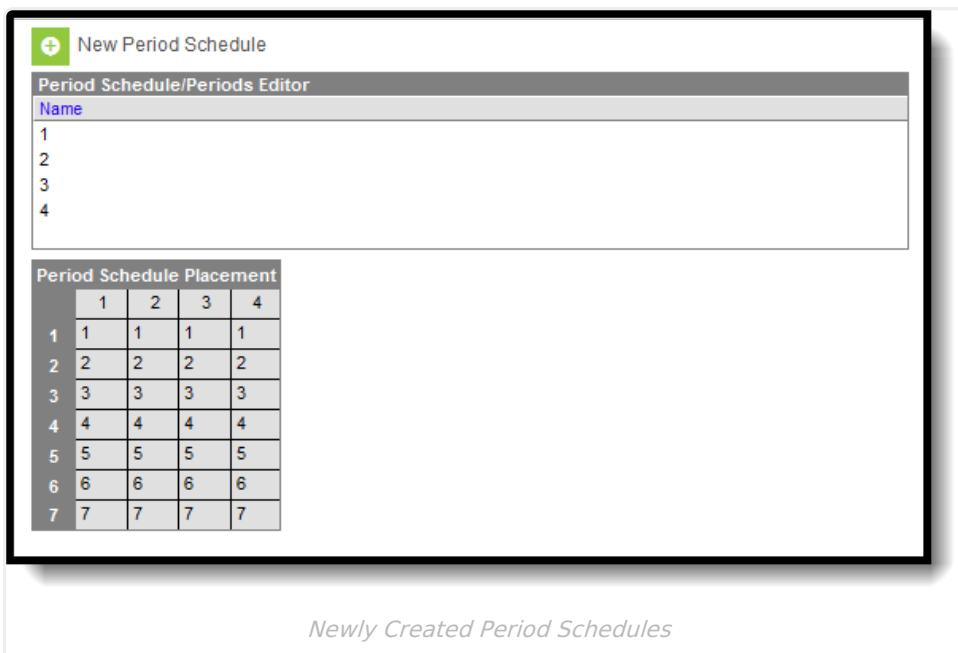 New Period Schedule
Period Schedule/Periods Editor
Name
1
2
3
4
Period Schedule Placement
1 2 3 4
1 1 1 1 1
2 2 2 2 2
3 3 3 3 3
4 4 4 4 4
5 5 5 5 5
6 6 6 6 6
7 7 7 7 7
Newly Created Period Schedules